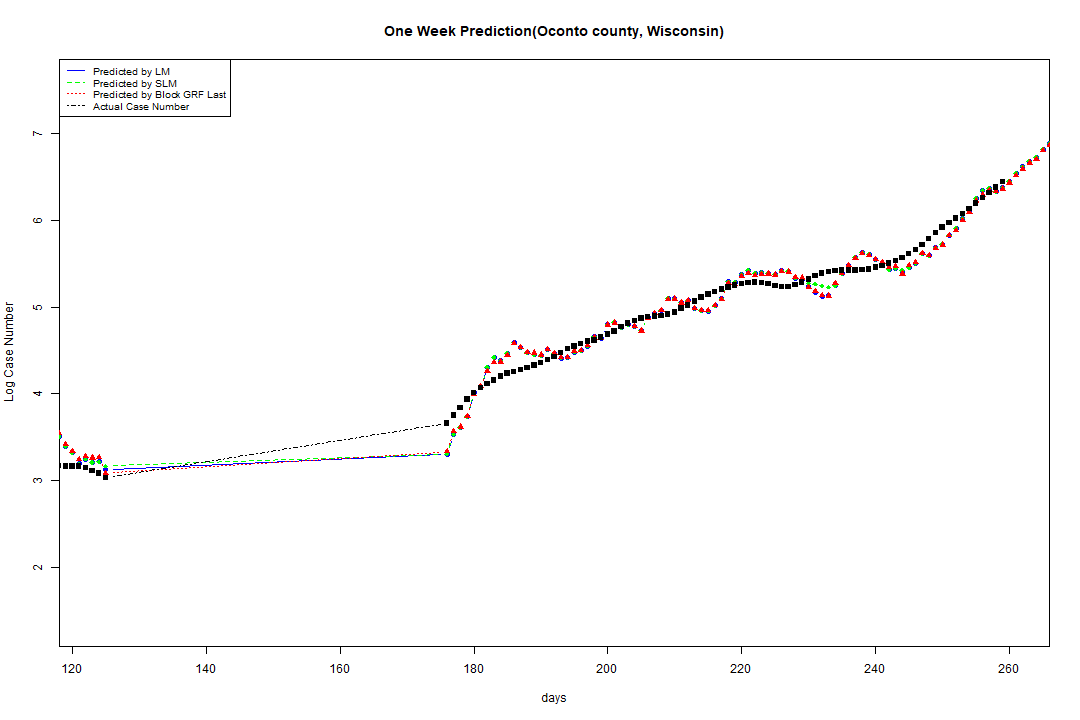 One Week Prediction(Oconto county, Wisconsin)
Predicted by LM
Predicted by SLM
Predicted by Block GRF Last
Actual Case Number
Log Case Number
7
6
5
4
3
2
120 140 160 180 200 220 240 260
days